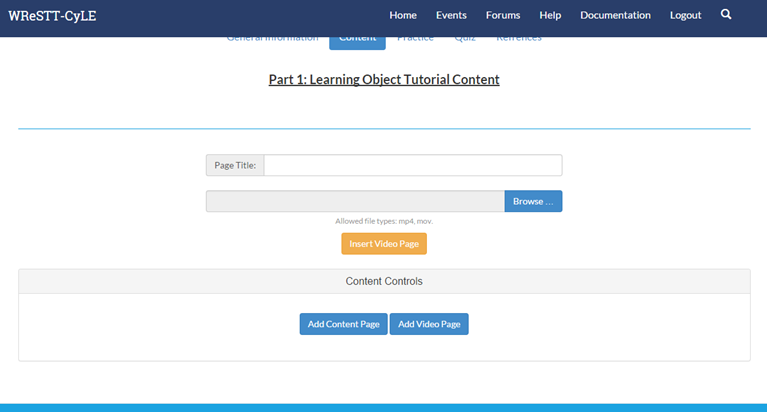 WReSTT-CyLE Home Events Forums Help Documentation Logout
General Information Content Practice Quiz Refrences
Part 1: Learning Object Tutorial Content
Page Title:
Browse ...
Allowed file types: mp4, mov.
Insert Video Page
Content Controls
Add Content Page Add Video Page